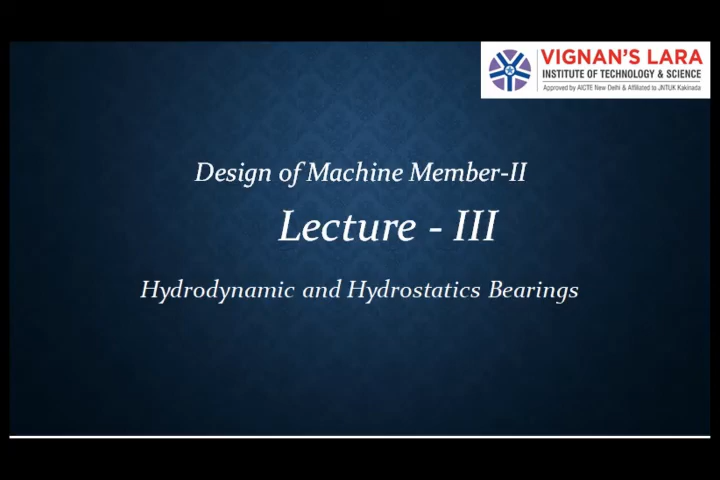 VIGNAN'S LARA
INSTITUTE OF TECHNOLOGY & SCIENCE
Approved by AICTE New Delhi & Affiliated to JNTUK Kakinada
Design of Machine Member-II
Lecture - III
Hydrodynamic and Hydrostatics Bearings